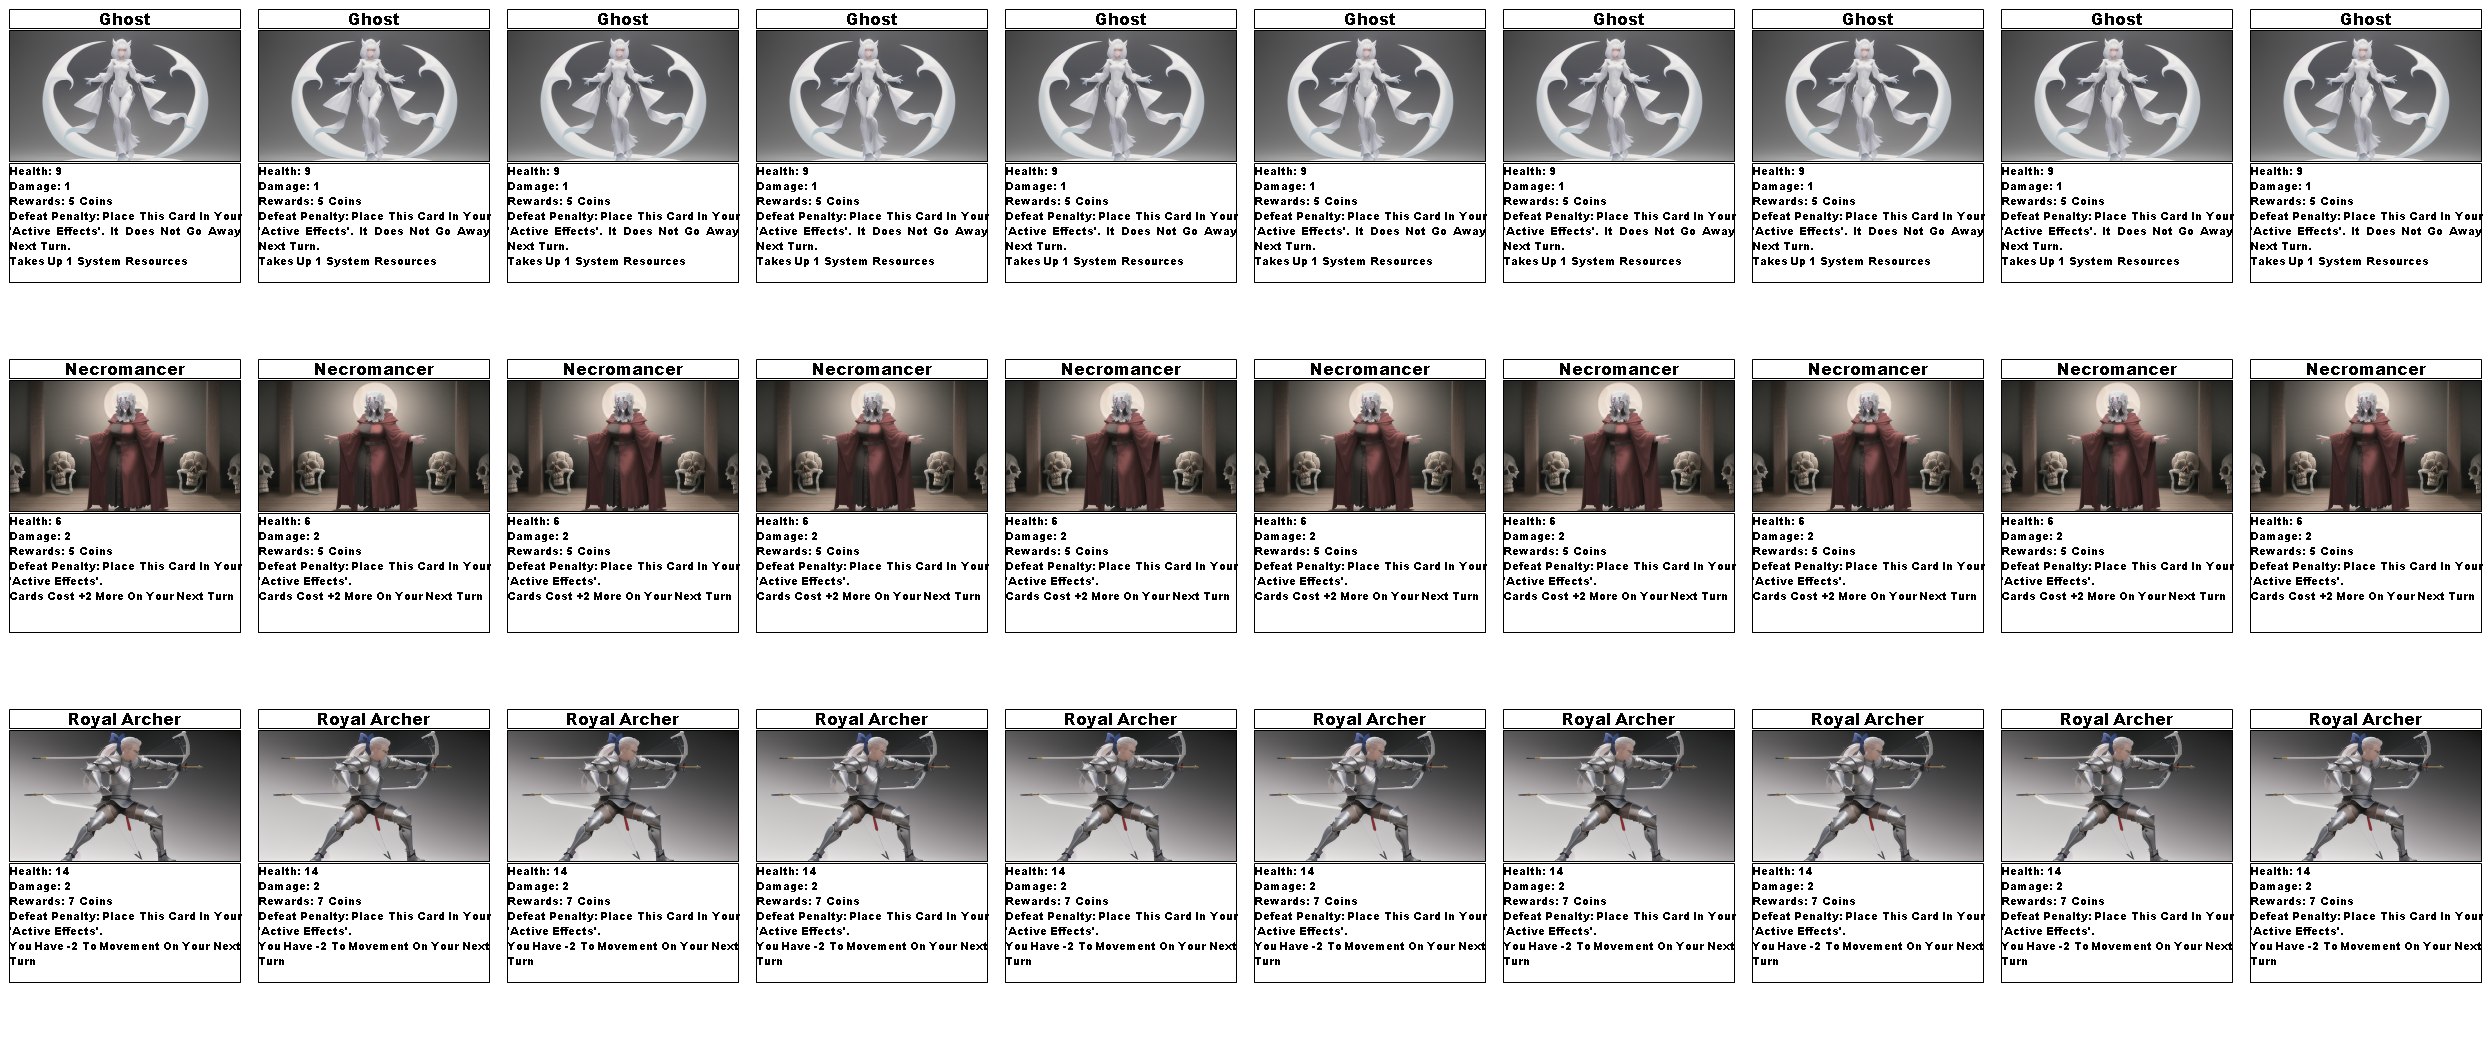 Ghost Ghost Ghost Ghost Ghost Ghost Ghost Ghost Ghost Ghost
Health: 9 Health: 9 Health: 9 Health: 9 Health: 9 Health: 9 Health: 9 Health: 9 Health: 9 Health: 9
Damage: 1 Damage: 1 Damage: 1 Damage: 1 Damage: 1 Damage: 1 Damage: 1 Damage: 1 Damage: 1 Damage: 1
Rewards: 5 Coins Rewards: 5 Coins Rewards: 5 Coins Rewards: 5 Coins Rewards: 5 Coins Rewards: 5 Coins Rewards: 5 Coins Rewards: 5 Coins Rewards: 5 Coins Rewards: 5 Coins
Defeat Penalty: Place This Card In Your Defeat Penalty: Place This Card In Your Defeat Penalty: Place This Card In Your Defeat Penalty: Place This Card In Your Defeat Penalty: Place This Card In Your Defeat Penalty: Place This Card In Your Defeat Penalty: Place This Card In Your Defeat Penalty: Place This Card In Your Defeat Penalty: Place This Card In Your Defeat Penalty: Place This Card In Your
'Active Effects'. It Does Not Go Away 'Active Effects'. It Does Not Go Away 'Active Effects'. It Does Not Go Away 'Active Effects'. It Does Not Go Away 'Active Effects'. It Does Not Go Away 'Active Effects'. It Does Not Go Away 'Active Effects'. It Does Not Go Away 'Active Effects'. It Does Not Go Away 'Active Effects'. It Does Not Go Away 'Active Effects'. It Does Not Go Away
Next Turn. Next Turn. Next Turn. Next Turn. Next Turn. Next Turn. Next Turn. Next Turn. Next Turn. Next Turn.
Takes Up 1 System Resources Takes Up 1 System Resources Takes Up 1 System Resources Takes Up 1 System Resources Takes Up 1 System Resources Takes Up 1 System Resources Takes Up 1 System Resources Takes Up 1 System Resources Takes Up 1 System Resources Takes Up 1 System Resources
Necromancer Necromancer Necromancer Necromancer Necromancer Necromancer Necromancer Necromancer Necromancer Necromancer
Health: 6 Health: 6 Health: 6 Health: 6 Health: 6 Health: 6 Health: 6 Health: 6 Health: 6 Health: 6
Damage: 2 Damage: 2 Damage: 2 Damage: 2 Damage: 2 Damage: 2 Damage: 2 Damage: 2 Damage: 2 Damage: 2
Rewards: 5 Coins Rewards: 5 Coins Rewards: 5 Coins Rewards: 5 Coins Rewards: 5 Coins Rewards: 5 Coins Rewards: 5 Coins Rewards: 5 Coins Rewards: 5 Coins Rewards: 5 Coins
Defeat Penalty: Place This Card In Your Defeat Penalty: Place This Card In Your Defeat Penalty: Place This Card In Your Defeat Penalty: Place This Card In Your Defeat Penalty: Place This Card In Your Defeat Penalty: Place This Card In Your Defeat Penalty: Place This Card In Your Defeat Penalty: Place This Card In Your Defeat Penalty: Place This Card In Your Defeat Penalty: Place This Card In Your
'Active Effects'. 'Active Effects'. 'Active Effects'. 'Active Effects'. 'Active Effects'. 'Active Effects'. 'Active Effects'. 'Active Effects'. 'Active Effects'. 'Active Effects'.
Cards Cost +2 More On Your Next Turn Cards Cost +2 More On Your Next Turn Cards Cost +2 More On Your Next Turn Cards Cost +2 More On Your Next Turn Cards Cost +2 More On Your Next Turn Cards Cost +2 More On Your Next Turn Cards Cost +2 More On Your Next Turn Cards Cost +2 More On Your Next Turn Cards Cost +2 More On Your Next Turn Cards Cost +2 More On Your Next Turn
Royal Archer Royal Archer Royal Archer Royal Archer Royal Archer Royal Archer Royal Archer Royal Archer Royal Archer Royal Archer
Health: 14 Health: 14 Health: 14 Health: 14 Health: 14 Health: 14 Health: 14 Health: 14 Health: 14 Health: 14
Damage: 2 Damage: 2 Damage: 2 Damage: 2 Damage: 2 Damage: 2 Damage: 2 Damage: 2 Damage: 2 Damage: 2
Rewards: 7 Coins Rewards: 7 Coins Rewards: 7 Coins Rewards: 7 Coins Rewards: 7 Coins Rewards: 7 Coins Rewards: 7 Coins Rewards: 7 Coins Rewards: 7 Coins Rewards: 7 Coins
Defeat Penalty: Place This Card In Your Defeat Penalty: Place This Card In Your Defeat Penalty: Place This Card In Your Defeat Penalty: Place This Card In Your Defeat Penalty: Place This Card In Your Defeat Penalty: Place This Card In Your Defeat Penalty: Place This Card In Your Defeat Penalty: Place This Card In Your Defeat Penalty: Place This Card In Your Defeat Penalty: Place This Card In Your
'Active Effects'. 'Active Effects'. 'Active Effects'. 'Active Effects'. 'Active Effects'. 'Active Effects'. 'Active Effects'. 'Active Effects'. 'Active Effects'. 'Active Effects'.
You Have -2 To Movement On Your Next You Have -2 To Movement On Your Next You Have -2 To Movement On Your Next You Have -2 To Movement On Your Next You Have -2 To Movement On Your Next You Have -2 To Movement On Your Next You Have -2 To Movement On Your Next You Have -2 To Movement On Your Next You Have -2 To Movement On Your Next You Have -2 To Movement On Your Next
Turn Turn Turn Turn Turn Turn Turn Turn Turn Turn